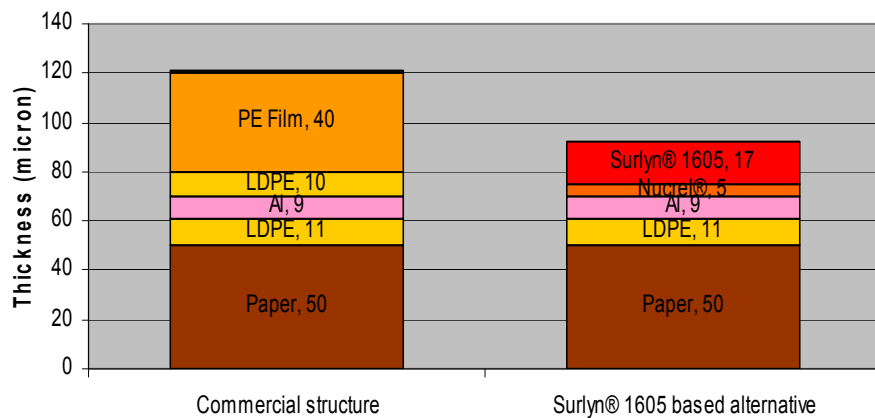 Thickness (micron)
140
120
100
80
60
40
20
0
PE Film, 40
LDPE, 10
Al, 9
LDPE, 11
Paper, 50
Surlyn® 1605, 17
Nucrel®, 5
Al, 9
LDPE, 11
Paper, 50
Commercial structure
Surlyn® 1605 based alternative